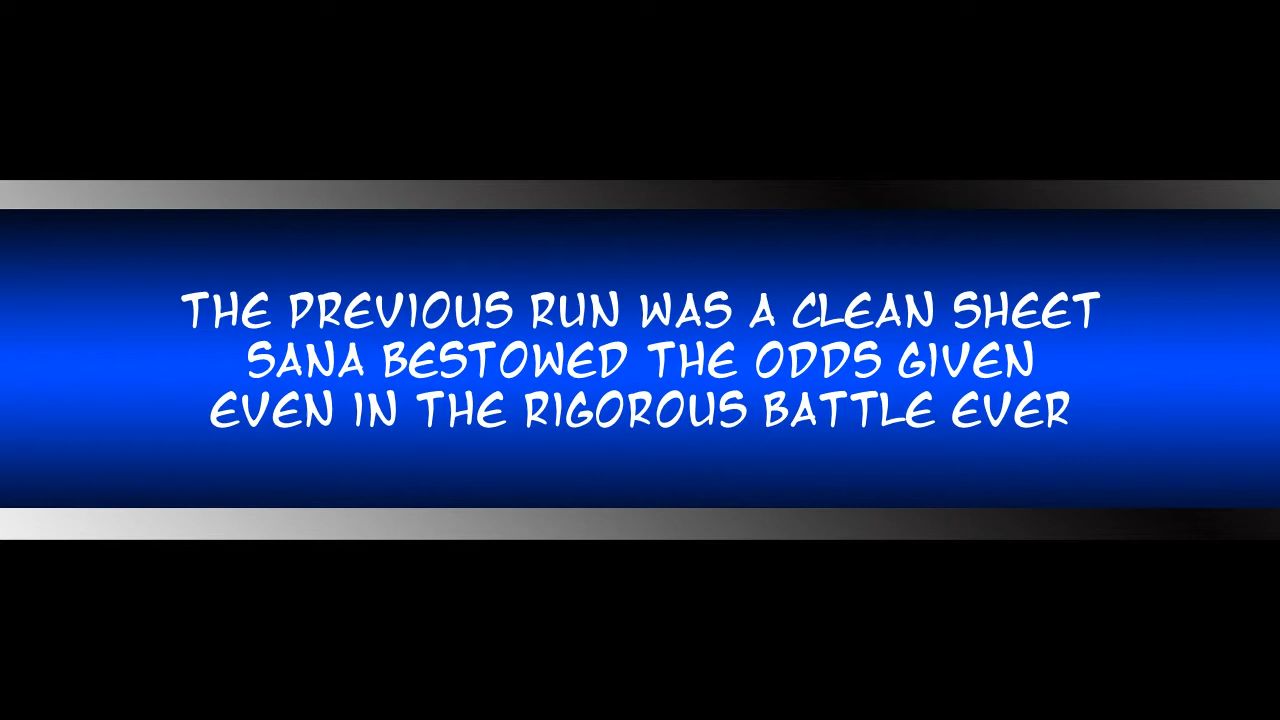 THE PREVIOUS RUN WAS A CLEAN SHEET
SANA BESTOWED THE ODDS GIVEN
EVEN IN THE RIGOROUS BATTLE EVER